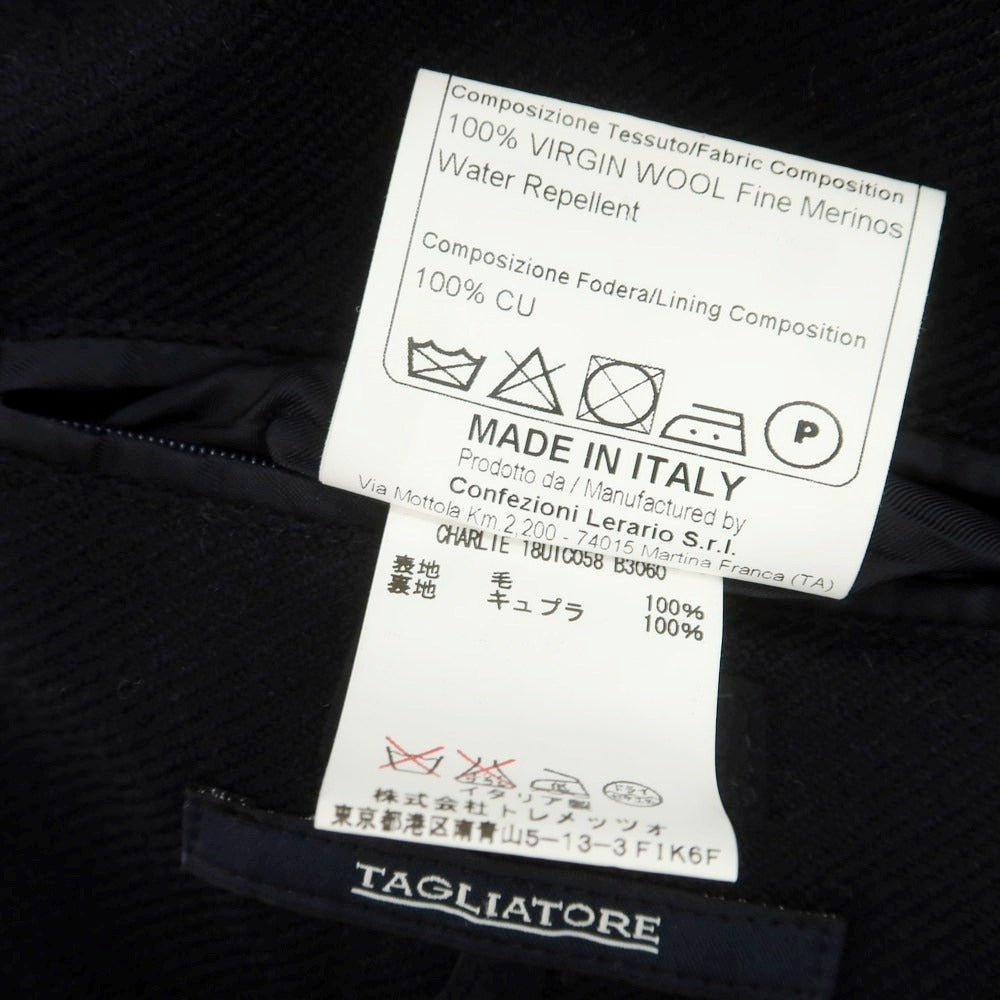 Composizione Tessuto/Fabric Composition
100% VIRGIN WOOL Fine Merinos
Water Repellent
Composizione Fodera/Lining Composition
100% CU
P
MADE IN ITALY
Prodotto da / Manufactured by
Confezioni Lerario S.r.l.
Via Mottola Km.2,200 - 74015 Martina Franca (TA)
CHARLIE 18UIC058 B3060
表地 毛 100%
裏地 キュプラ 100%
ドライ
イタリア製
株式会社トレメッツォ
東京都港区南青山5-13-3 F1K6F
TAGLIATORE